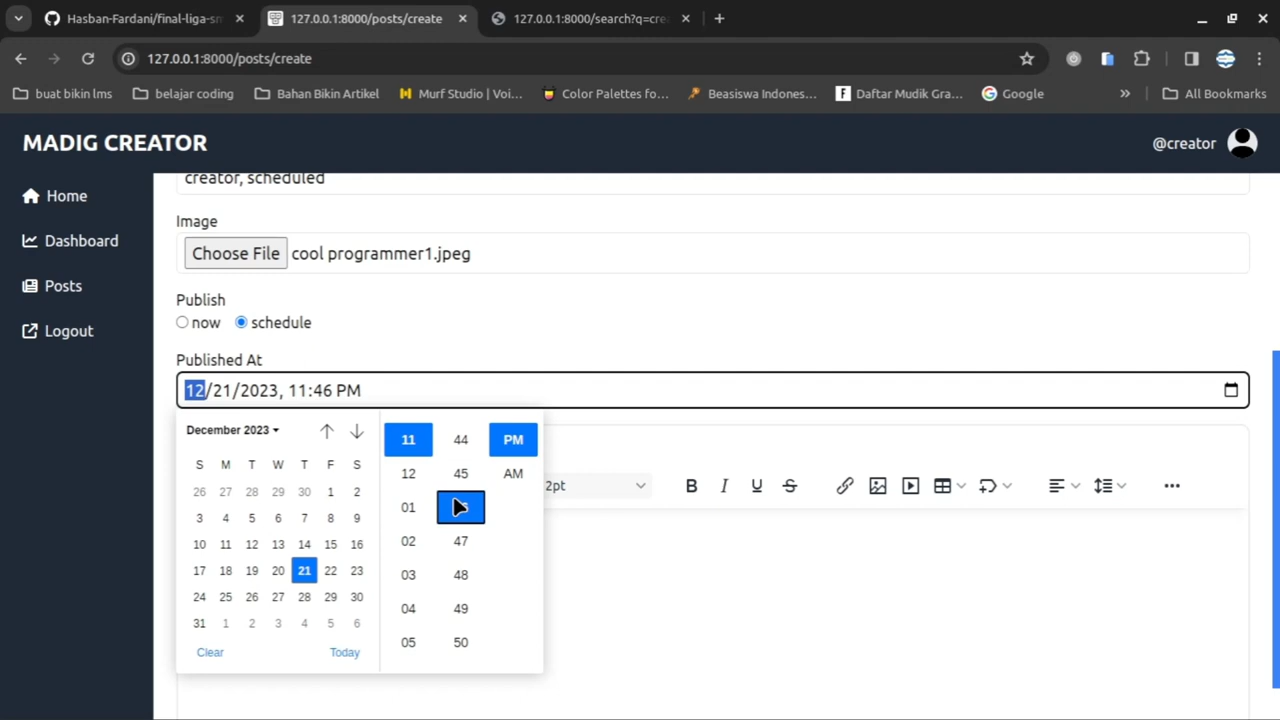 Hasban-Fardani/final-liga-sm
127.0.0.1:8000/posts/create
127.0.0.1:8000/search?q=cre
127.0.0.1:8000/posts/create
buat bikin lms
belajar coding
Bahan Bikin Artikel
Murf Studio | Voi...
Color Palettes fo...
Beasiswa Indones...
Daftar Mudik Gra...
Google
»
All Bookmarks
MADIG CREATOR
@creator
Home
Dashboard
Posts
Logout
creator, scheduled
Image
Choose File cool programmer1.jpeg
Publish
now schedule
Published At
12/21/2023, 11:46 PM
December 2023
S M T W T F S
26 27 28 29 30 1 2
3 4 5 6 7 8 9
10 11 12 13 14 15 16
17 18 19 20 21 22 23
24 25 26 27 28 29 30
31 1 2 3 4 5 6
Clear Today
11 44 PM
12 45 AM
01
02 47
03 48
04 49
05 50
2pt
B I U S